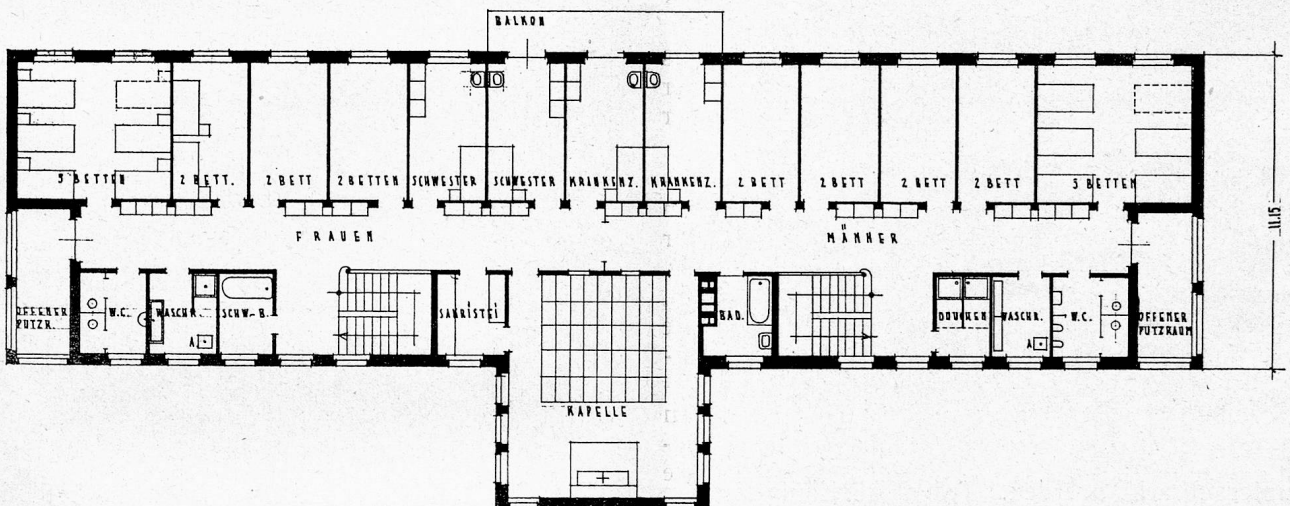 BALKON
5 BETTEN
2 BETT.
2 BETT
2 BETTEN
SCHWESTER
SCHWESTER
KRANKENZ.
KRANKENZ.
2 BETT
2 BETT
2 BETT
2 BETT
5 BETTEN
11.15
FRAUEN
MÄNNER
OFFENER
PUTZR.
W.C.
WASCHR.
A
SCHW.-B.
SAKRISTEI
BAD.
DOUCHEN
WASCHR.
A
W.C.
OFFENER
PUTZRAUM
KAPELLE